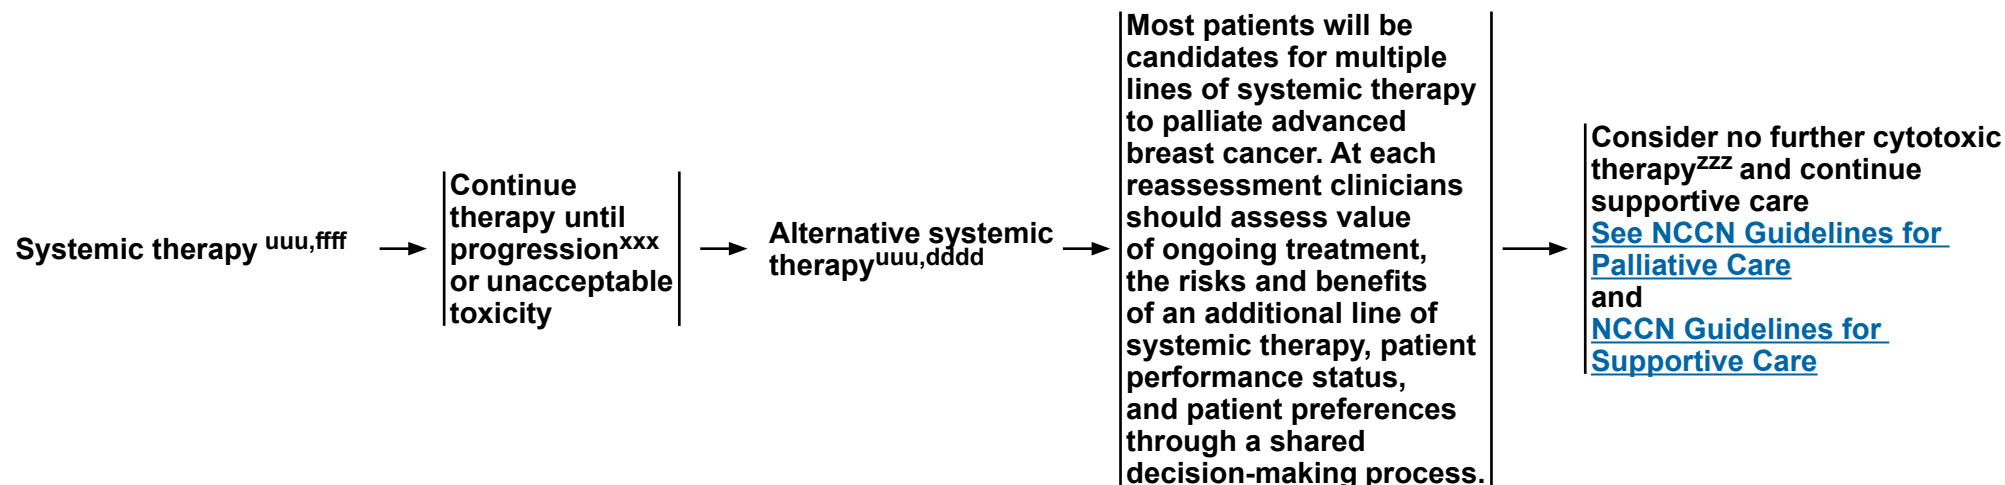 Systemic therapy uuu,ffff
Continue
therapy until
progressionxxx
or unacceptable
toxicity
Alternative systemic
therapyuuu,dddd
Most patients will be
candidates for multiple
lines of systemic therapy
to palliate advanced
breast cancer. At each
reassessment clinicians
should assess value
of ongoing treatment,
the risks and benefits
of an additional line of
systemic therapy, patient
performance status,
and patient preferences
through a shared
decision-making process.
Consider no further cytotoxic
therapyzzz and continue
supportive care
See NCCN Guidelines for
Palliative Care
and
NCCN Guidelines for
Supportive Care